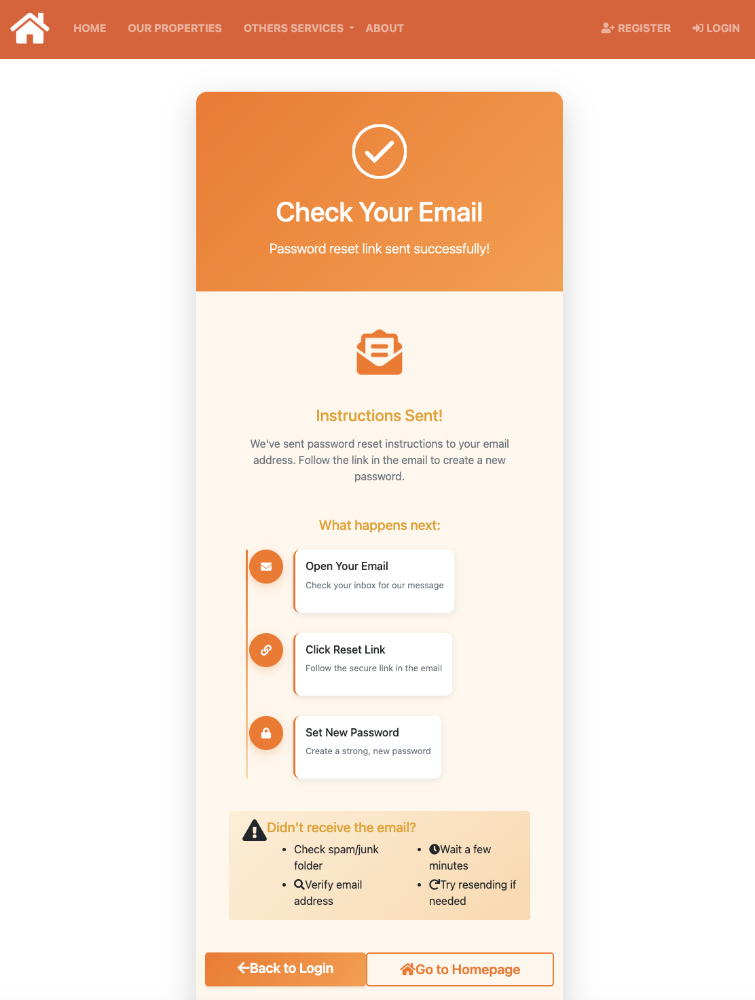 HOME OUR PROPERTIES OTHERS SERVICES ABOUT REGISTER LOGIN
Check Your Email
Password reset link sent successfully!
Instructions Sent!
We've sent password reset instructions to your email
address. Follow the link in the email to create a new
password.
What happens next:
Open Your Email
Check your inbox for our message
Click Reset Link
Follow the secure link in the email
Set New Password
Create a strong, new password
Didn't receive the email?
Check spam/junk
folder
Verify email
address
Wait a few
minutes
Try resending if
needed
Back to Login
Go to Homepage